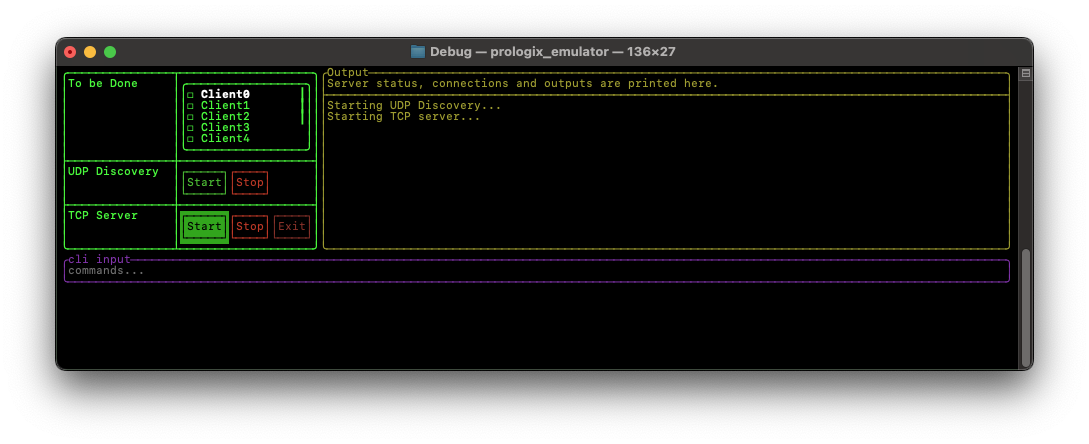 Debug — prologix_emulator — 136×27
To be Done
Client0
Client1
Client2
Client3
Client4
UDP Discovery
Start Stop
TCP Server
Start Stop Exit
Output
Server status, connections and outputs are printed here.
Starting UDP Discovery...
Starting TCP server...
cli input
commands...